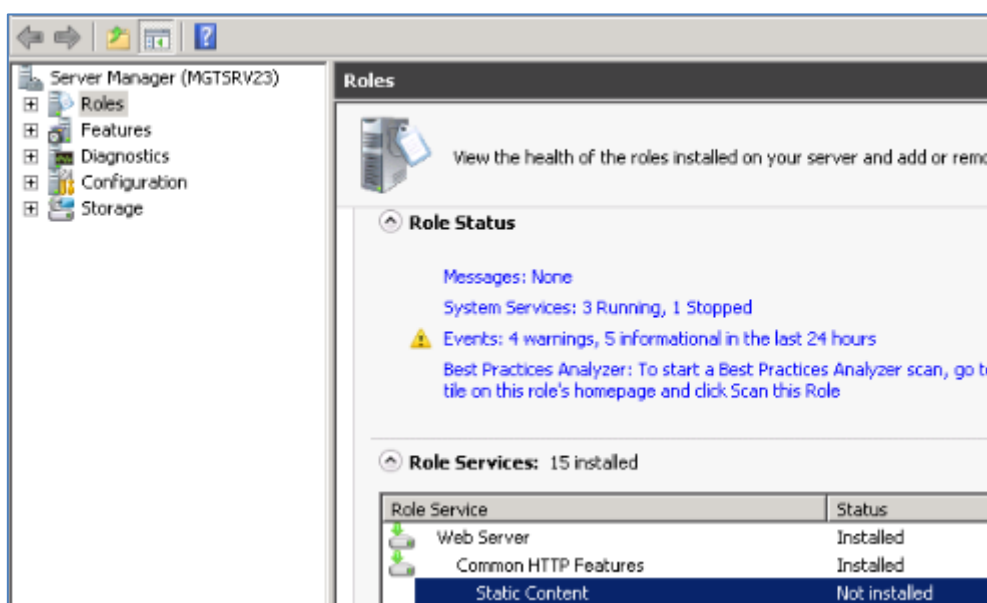 Server Manager (MGTSRV23)
Roles
Features
Diagnostics
Configuration
Storage
Roles
View the health of the roles installed on your server and add or remo
Role Status
Messages: None
System Services: 3 Running, 1 Stopped
Events: 4 warnings, 5 informational in the last 24 hours
Best Practices Analyzer: To start a Best Practices Analyzer scan, go to
tile on this role's homepage and click Scan this Role
Role Services: 15 installed
Role Service Status
Web Server Installed
Common HTTP Features Installed
Static Content Not installed